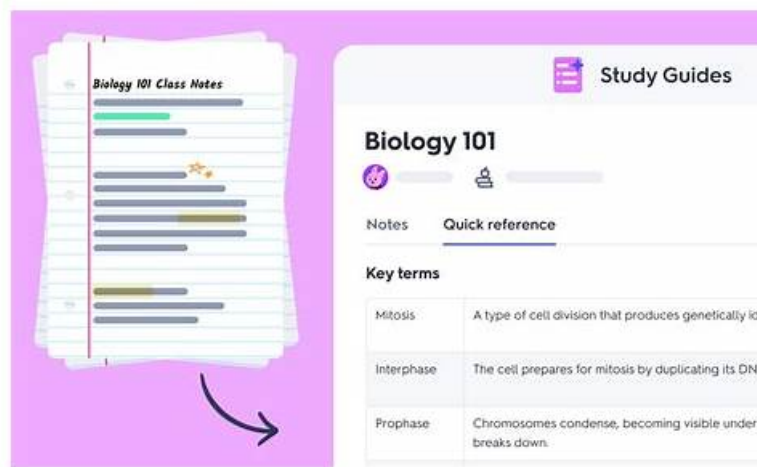 Biology 101 Class Notes
Study Guides
Biology 101
Notes Quick reference
Key terms
Mitosis A type of cell division that produces genetically
Interphase The cell prepares for mitosis by duplicating its
Prophase Chromosomes condense, becoming visible under
breaks down.